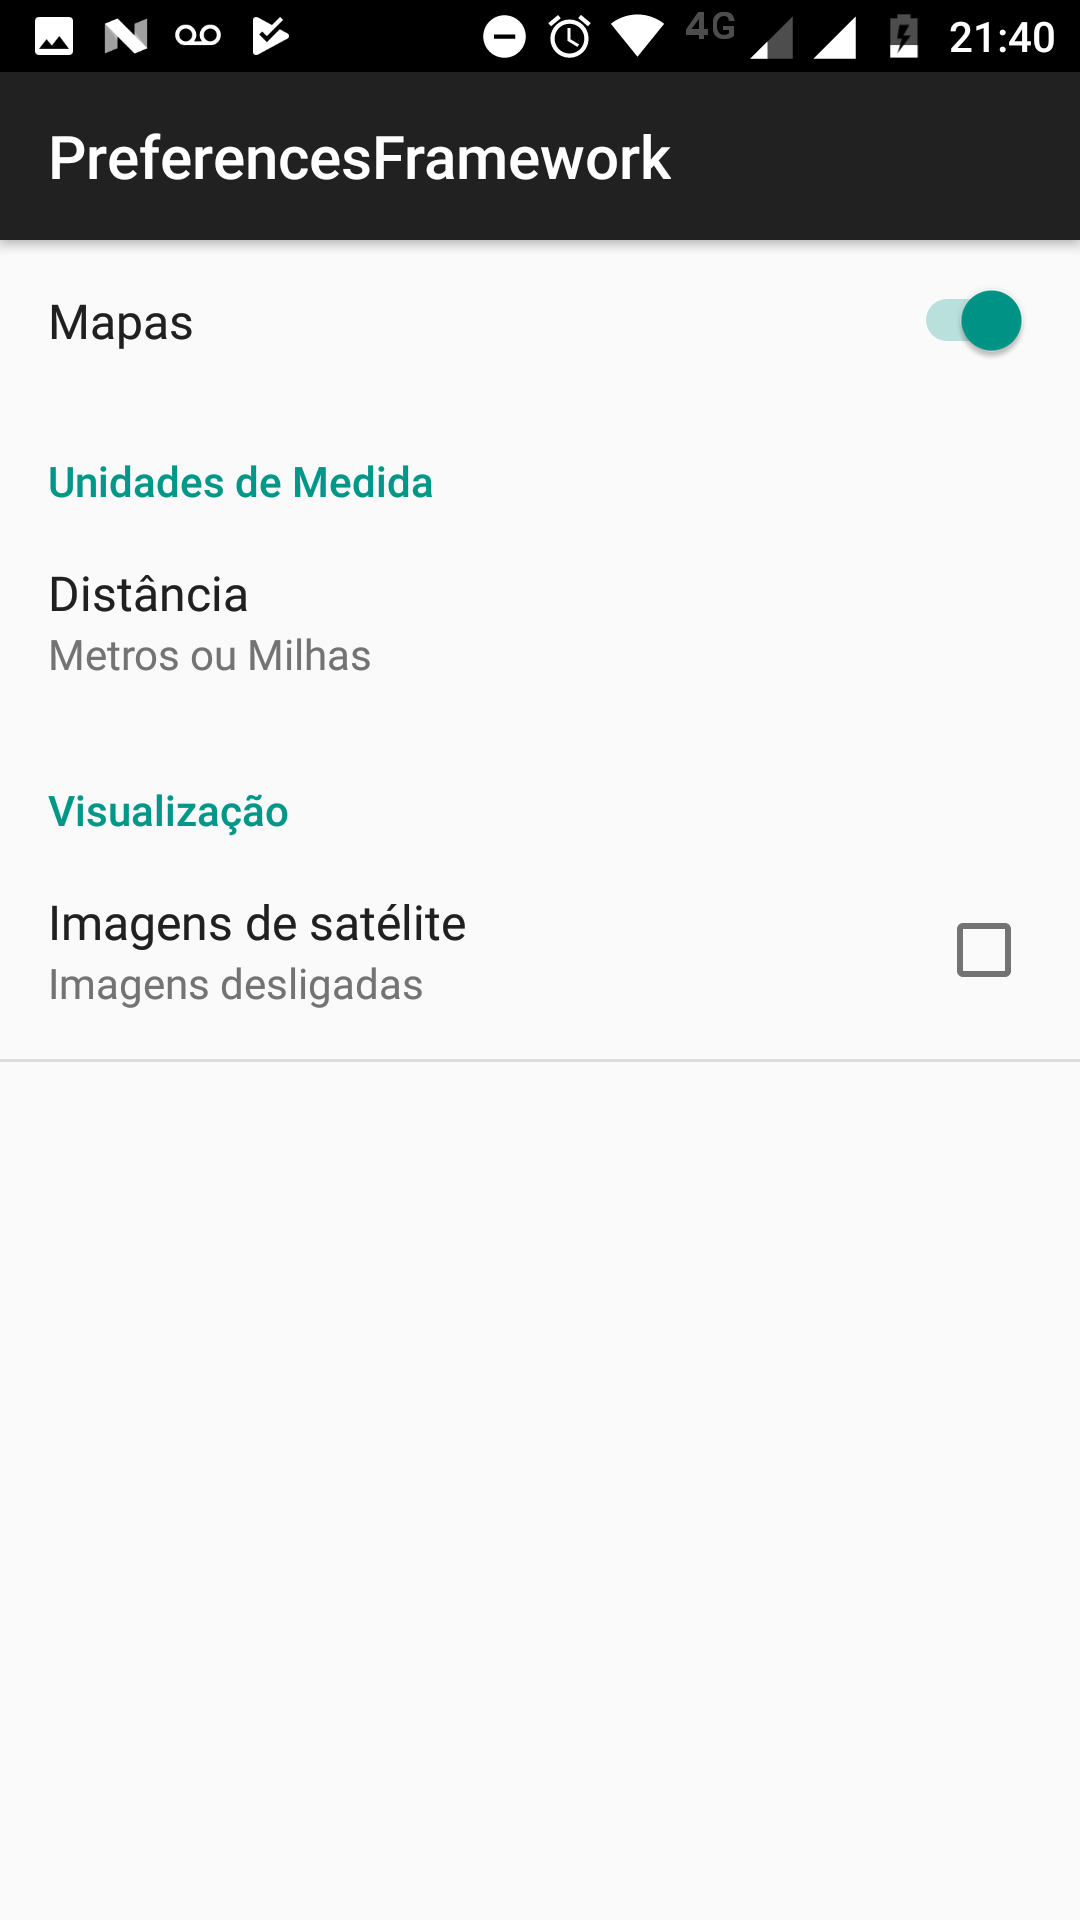 4G 21:40
PreferencesFramework
Mapas
Unidades de Medida
Distância
Metros ou Milhas
Visualização
Imagens de satélite
Imagens desligadas